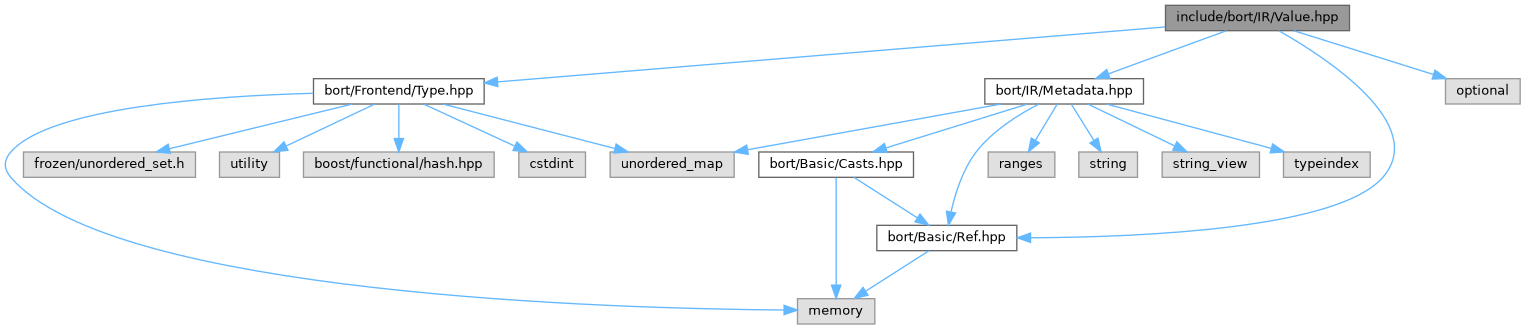 include/bort/IR/Value.hpp
bort/Frontend/Type.hpp
bort/IR/Metadata.hpp
optional
frozen/unordered_set.h
utility
boost/functional/hash.hpp
cstdint
unordered_map
bort/Basic/Casts.hpp
ranges
string
string_view
typeindex
bort/Basic/Ref.hpp
memory